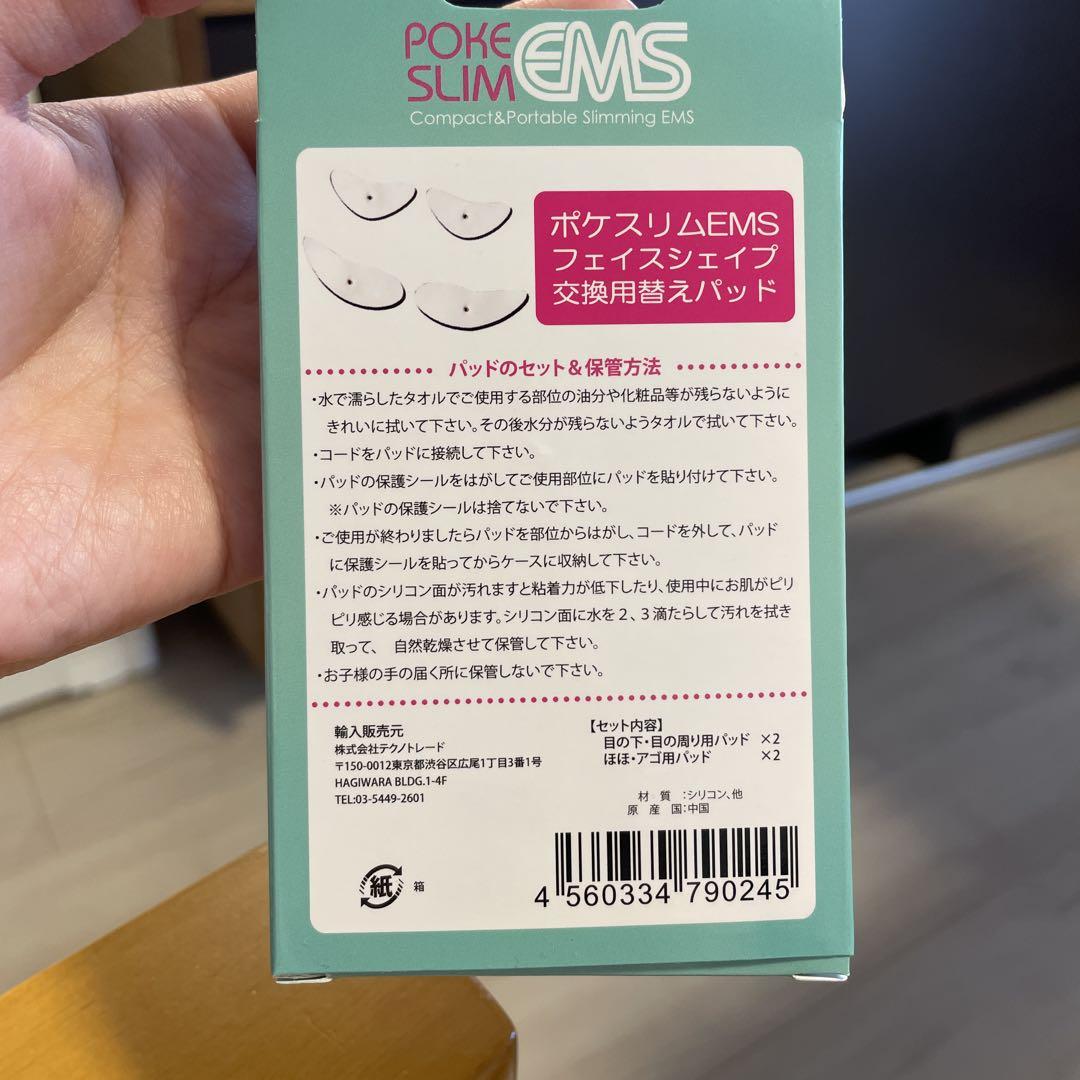 POKE
SLIM EMS
Compact&Portable Slimming EMS
ポケスリムEMS
フェイスシェイプ
交換用替えパッド
パッドのセット&保管方法
・水で濡らしたタオルでご使用する部位の油分や化粧品等が残らないように
きれいに拭いて下さい。その後水分が残らないようタオルで拭いて下さい。
・コードをパッドに接続して下さい。
・パッドの保護シールをはがしてご使用部位にパッドを貼り付けて下さい。
※パッドの保護シールは捨てないで下さい。
・ご使用が終わりましたらパッドを部位からはがし、コードを外して、パッド
に保護シールを貼ってからケースに収納して下さい。
・パッドのシリコン面が汚れますと粘着力が低下したり、使用中にお肌がピリ
ピリ感じる場合があります。シリコン面に水を2、3滴たらして汚れを拭き
取って、 自然乾燥させて保管して下さい。
・お子様の手の届く所に保管しないで下さい。
輸入販売元
株式会社テクノトレード
〒150-0012東京都渋谷区広尾1丁目3番1号
HAGIWARA BLDG.1-4F
TEL:03-5449-2601
【セット内容】
目の下・目の周り用パッド ×2
ほほ・アゴ用パッド ×2
材 質 :シリコン、他
原 産 国:中国
紙 箱
4 560334 790245